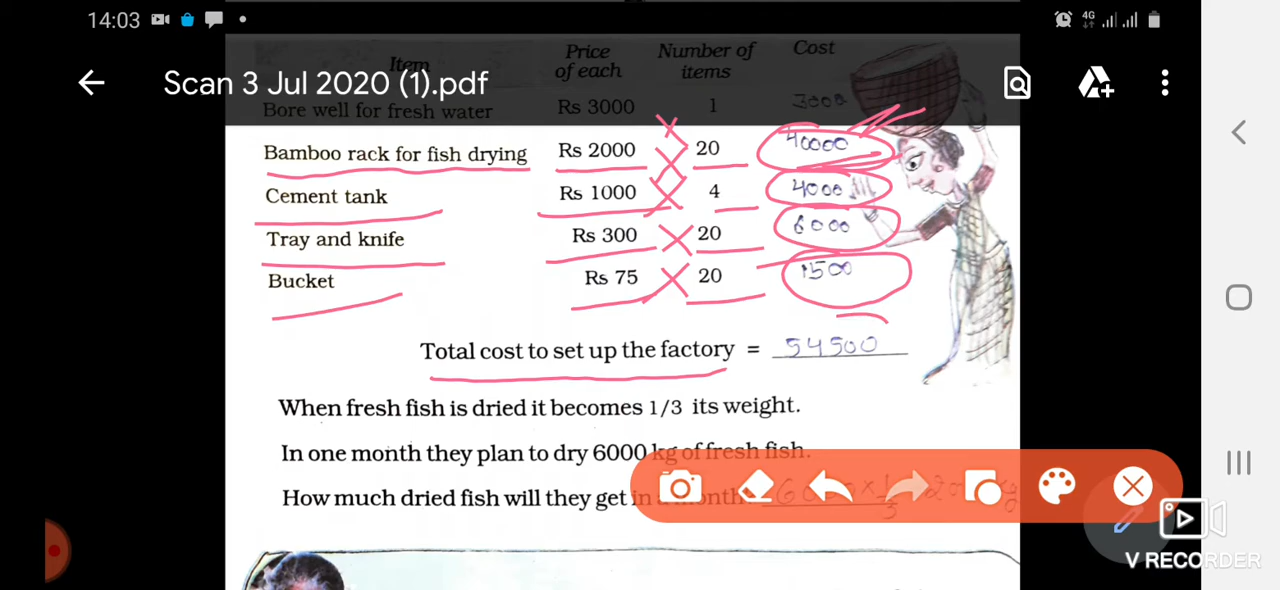 14:03
4G
Scan 3 Jul 2020 (1).pdf
Item Price of each Number of items Cost
Bore well for fresh water Rs 3000 1 3000
Bamboo rack for fish drying Rs 2000 20 40000
Cement tank Rs 1000 4 4000
Tray and knife Rs 300 20 6000
Bucket Rs 75 20 1500
Total cost to set up the factory = 54500
When fresh fish is dried it becomes 1/3 its weight.
In one month they plan to dry 6000 kg of fresh fish.
How much dried fish will they get in a month
V RECORDER